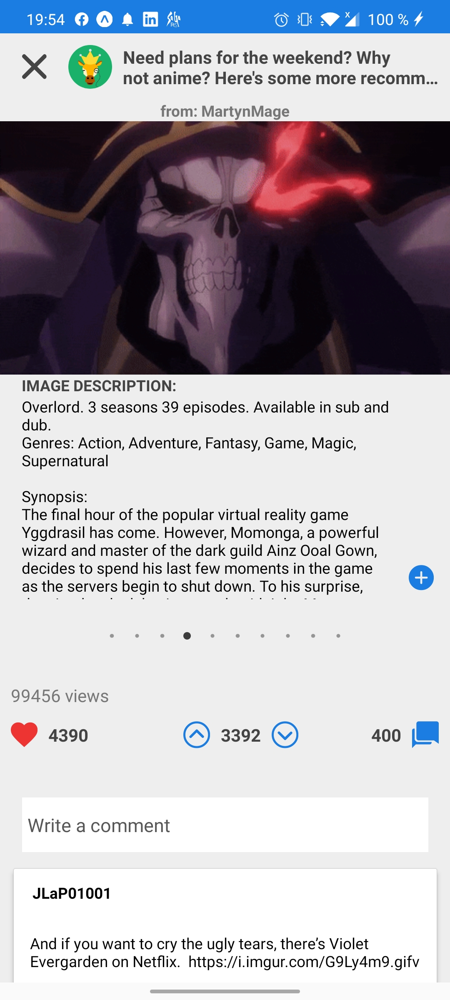 19:54
100 %
Need plans for the weekend? Why
not anime? Here's some more recomm...
from: MartynMage
IMAGE DESCRIPTION:
Overlord. 3 seasons 39 episodes. Available in sub and
dub.
Genres: Action, Adventure, Fantasy, Game, Magic,
Supernatural
Synopsis:
The final hour of the popular virtual reality game
Yggdrasil has come. However, Momonga, a powerful
wizard and master of the dark guild Ainz Ooal Gown,
decides to spend his last few moments in the game
as the servers begin to shut down. To his surprise,
99456 views
4390
3392
400
Write a comment
JLaP01001
And if you want to cry the ugly tears, there’s Violet
Evergarden on Netflix.  https://i.imgur.com/G9Ly4m9.gifv